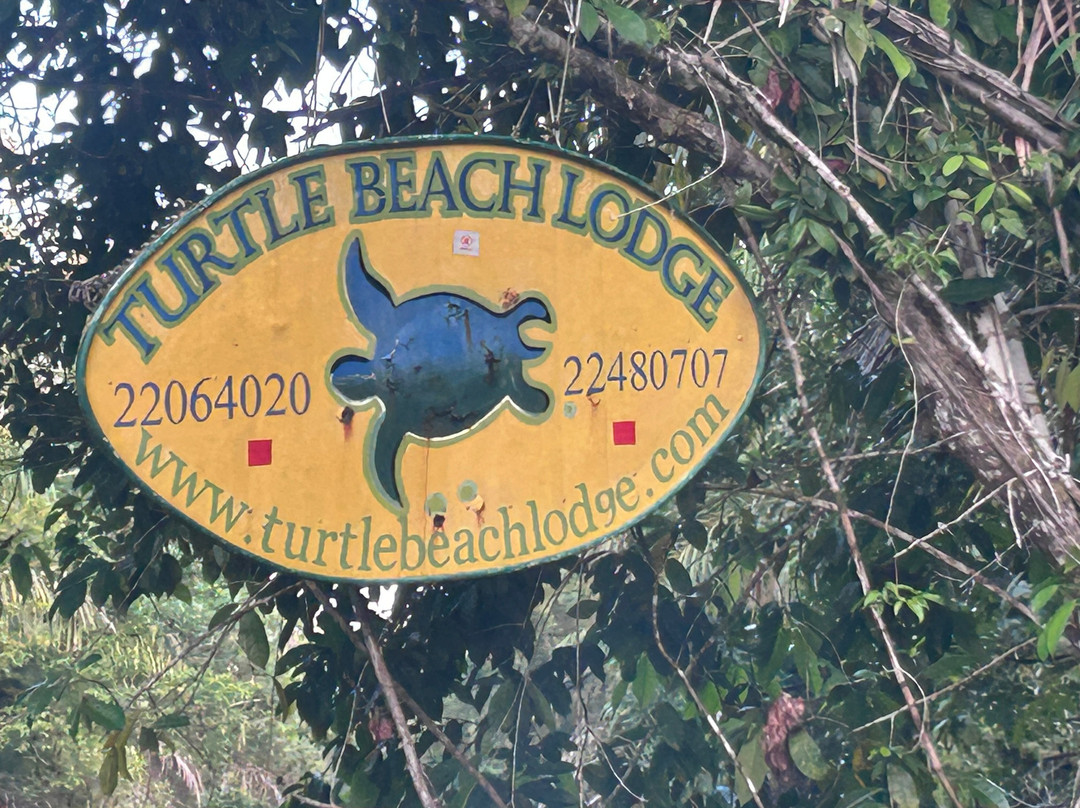 TURTLE BEACH LODGE
22064020
22480707
www.turtlebeachlodge.com